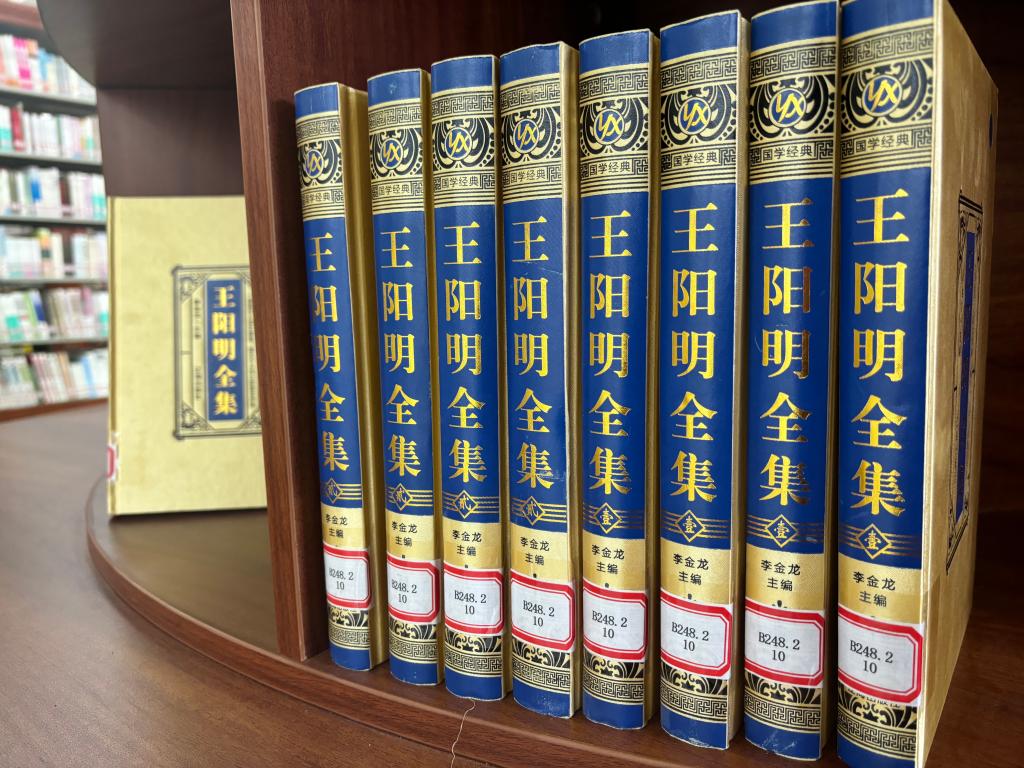 王阳明全集
国学经典
王阳明全集
贰
李金龙
主编
B248.2
10
国学经典
王阳明全集
贰
李金龙
主编
B248.2
10
国学经典
王阳明全集
贰
李金龙
主编
B248.2
10
国学经典
王阳明全集
贰
李金龙
主编
B248.2
10
国学经典
王阳明全集
壹
李金龙
主编
B248.2
10
国学经典
王阳明全集
壹
李金龙
主编
B248.2
10
国学经典
王阳明全集
壹
李金龙
主编
B248.2
10
国学经典
王阳明全集
壹
李金龙
主编
B248.2
10